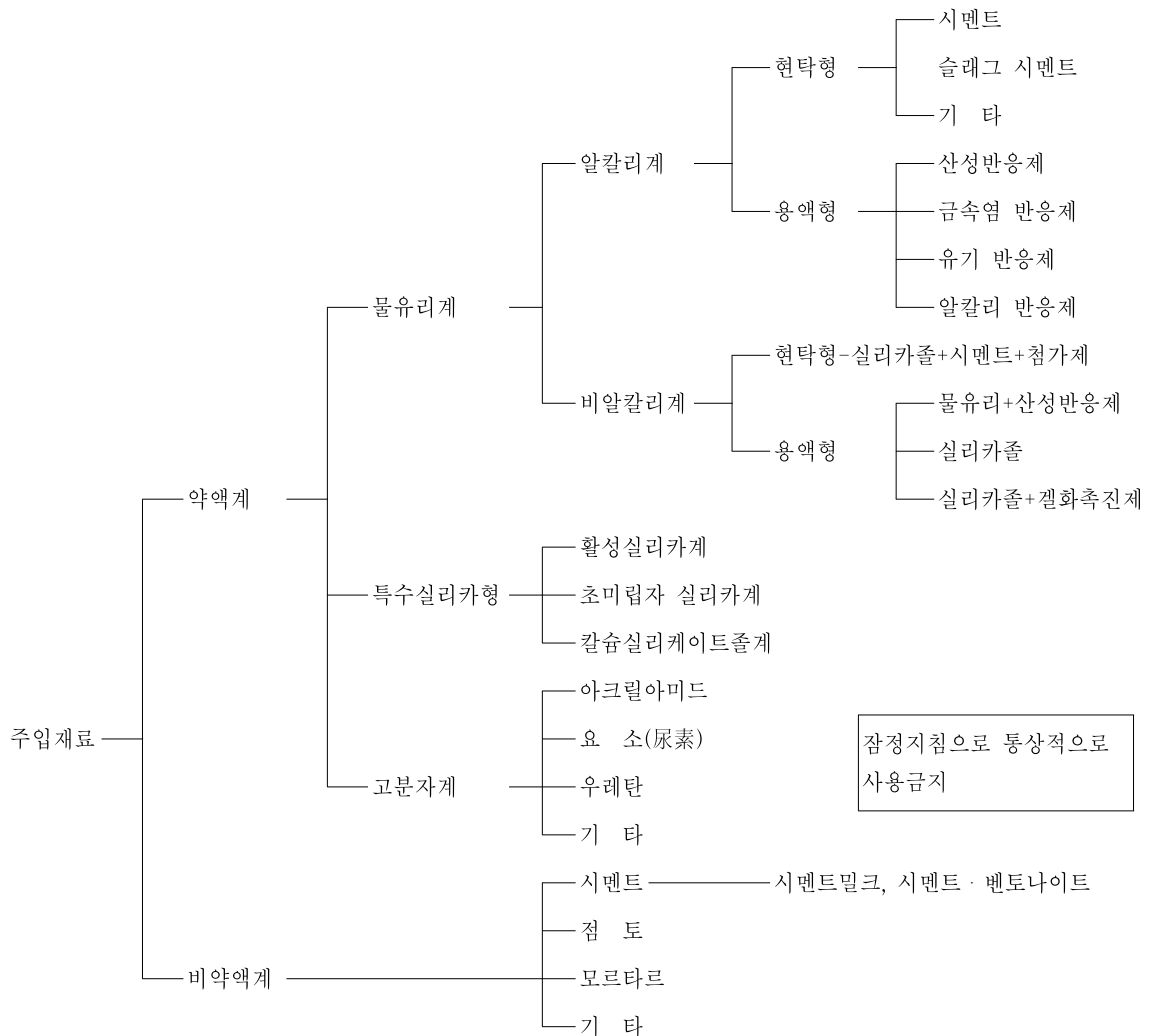 시멘트
현탁형
슬래그 시멘트
기 타
알칼리계
산성반응제
용액형
금속염 반응제
유기 반응제
물유리계
알칼리 반응제
현탁형-실리카졸+시멘트+첨가제
비알칼리계
물유리+산성반응제
용액형
실리카졸
약액계
실리카졸+겔화촉진제
활성실리카계
특수실리카형
초미립자 실리카계
칼슘실리케이트졸계
아크릴아미드
주입재료
요 소(尿素)
잠정지침으로 통상적으로
사용금지
고분자계
우레탄
기 타
시멘트
시멘트밀크, 시멘트 · 벤토나이트
점 토
비약액계
모르타르
기 타